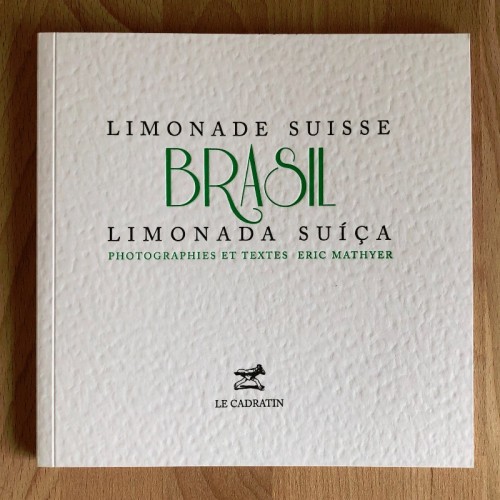 LIMONADE SUISSE
BRASIL
LIMONADA SUÍÇA
PHOTOGRAPHIES ET TEXTES ERIC MATHYER
LE CADRATIN